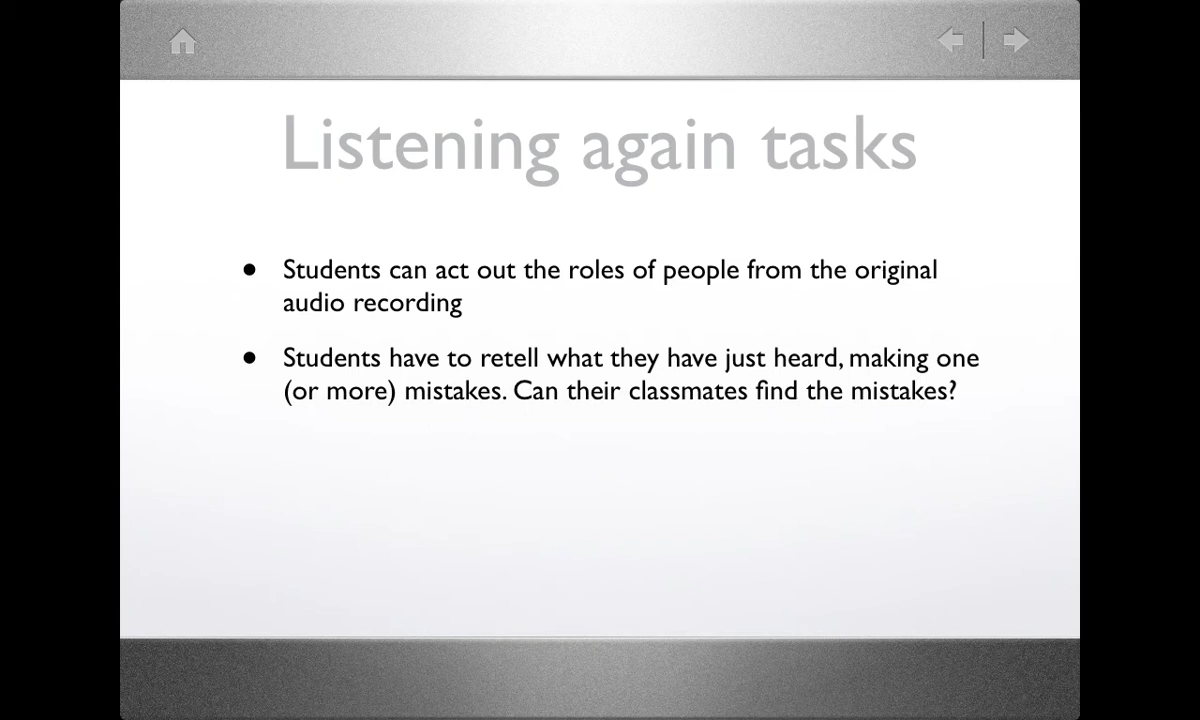 Listening again tasks
• Students can act out the roles of people from the original
audio recording
• Students have to retell what they have just heard, making one
(or more) mistakes. Can their classmates find the mistakes?